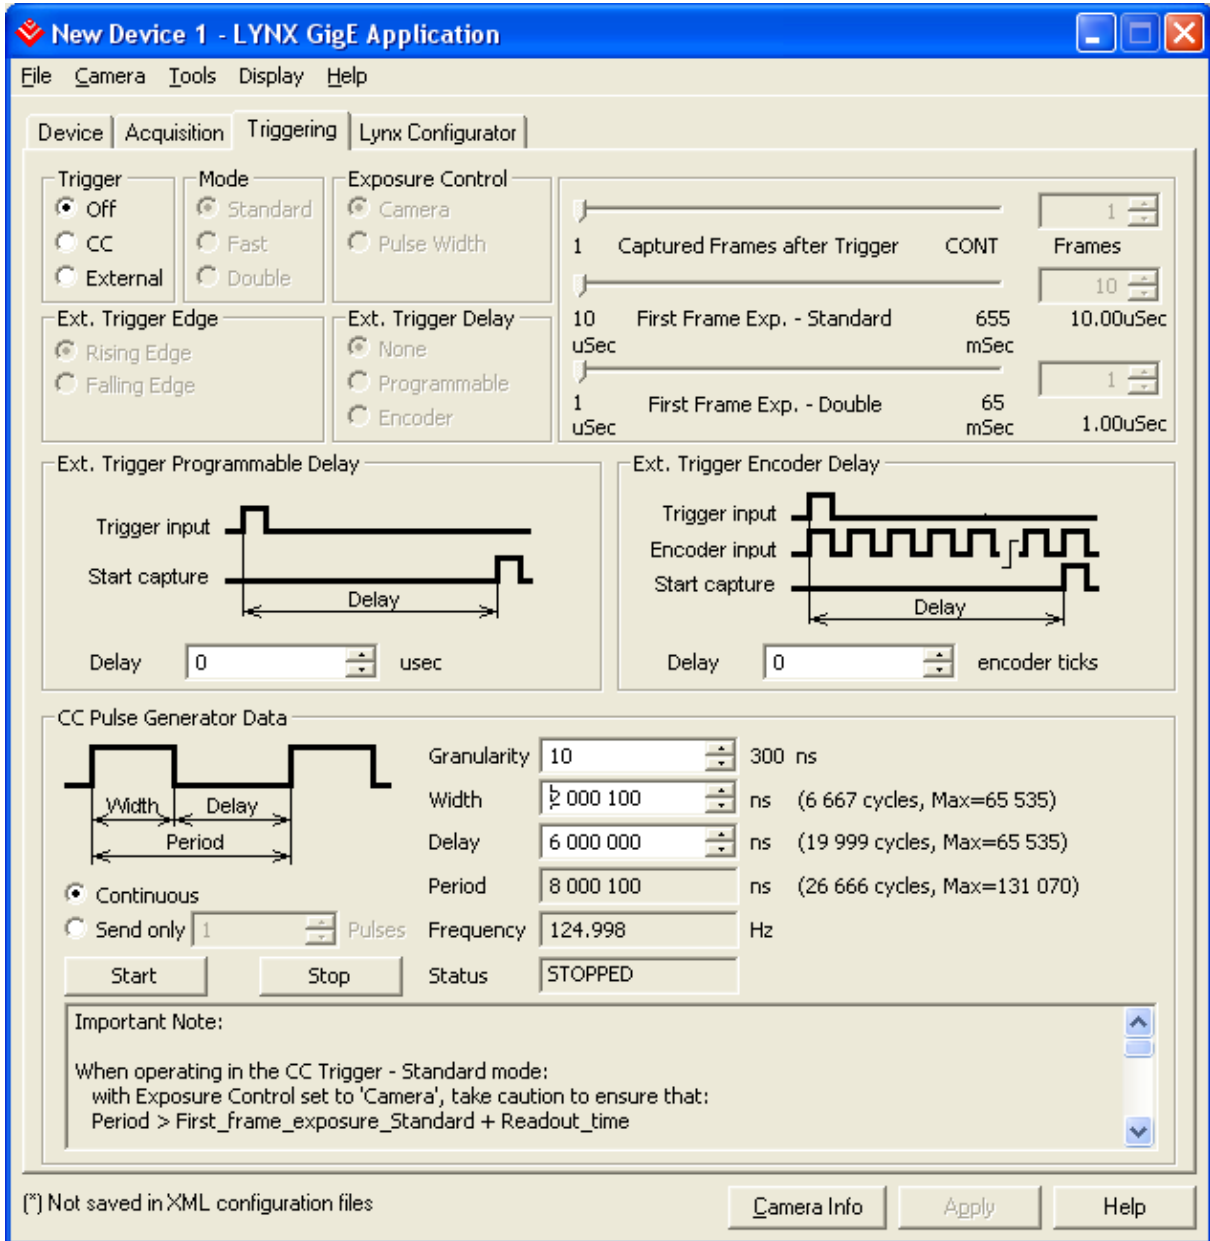 New Device 1 - LYNX GigE Application
File Camera Tools Display Help
Device Acquisition Triggering Lynx Configurator
Trigger
Off
CC
External
Mode
Standard
Fast
Double
Exposure Control
Camera
Pulse Width
1
1 Captured Frames after Trigger CONT Frames
10
10 uSec First Frame Exp. - Standard 655 mSec 10.00uSec
1
1 uSec First Frame Exp. - Double 65 mSec 1.00uSec
Ext. Trigger Edge
Rising Edge
Falling Edge
Ext. Trigger Delay
None
Programmable
Encoder
Ext. Trigger Programmable Delay
Trigger input
Start capture
Delay
Delay 0 usec
Ext. Trigger Encoder Delay
Trigger input
Encoder input
Start capture
Delay
Delay 0 encoder ticks
CC Pulse Generator Data
Width Delay
Period
Continuous
Send only 1 Pulses
Start Stop
Granularity 10 300 ns
Width 2 000 100 ns (6 667 cycles, Max=65 535)
Delay 6 000 000 ns (19 999 cycles, Max=65 535)
Period 8 000 100 ns (26 666 cycles, Max=131 070)
Frequency 124.998 Hz
Status STOPPED
Important Note:
When operating in the CC Trigger - Standard mode:
with Exposure Control set to 'Camera', take caution to ensure that:
Period > First_frame_exposure_Standard + Readout_time
(*) Not saved in XML configuration files
Camera Info Apply Help